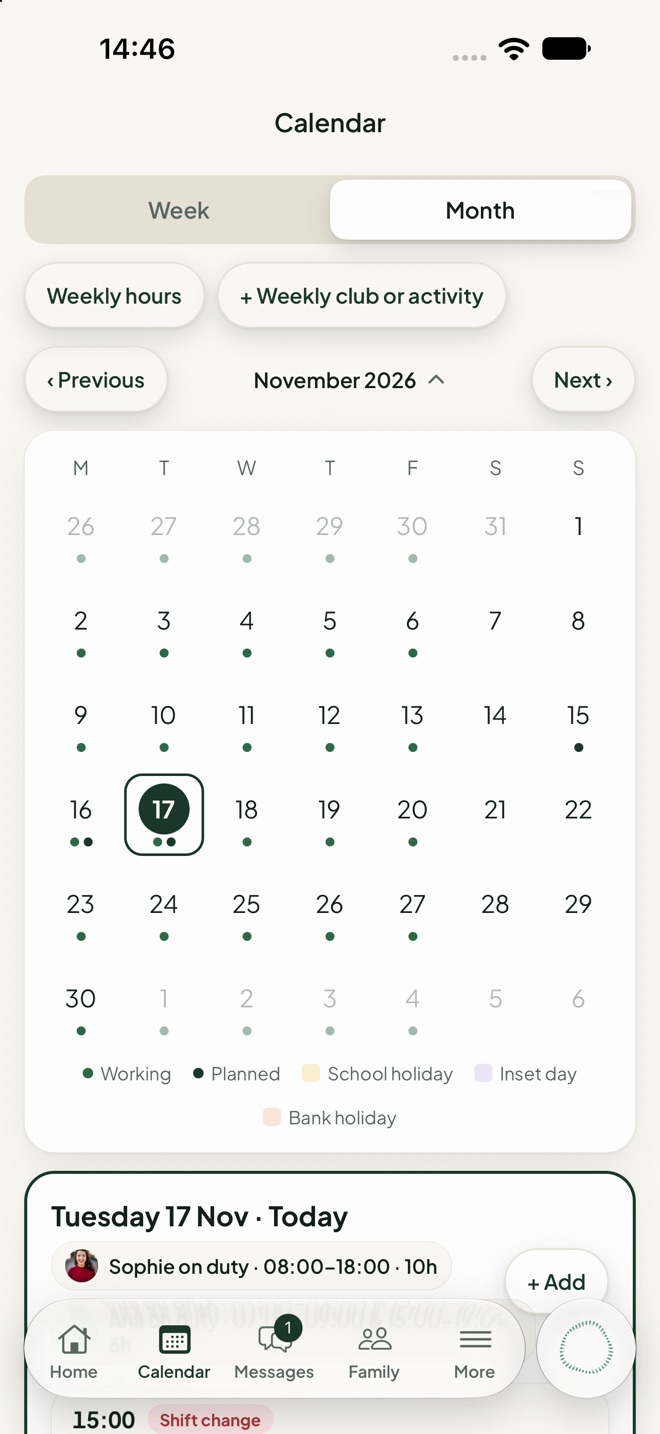 14:46
Calendar
Week Month
Weekly hours + Weekly club or activity
‹ Previous November 2026 Next ›
M T W T F S S
26 27 28 29 30 31 1
2 3 4 5 6 7 8
9 10 11 12 13 14 15
16 17 18 19 20 21 22
23 24 25 26 27 28 29
30 1 2 3 4 5 6
Working Planned School holiday Inset day
Bank holiday
Tuesday 17 Nov · Today
Sophie on duty · 08:00–18:00 · 10h
+ Add
1
Home Calendar Messages Family More
15:00 Shift change